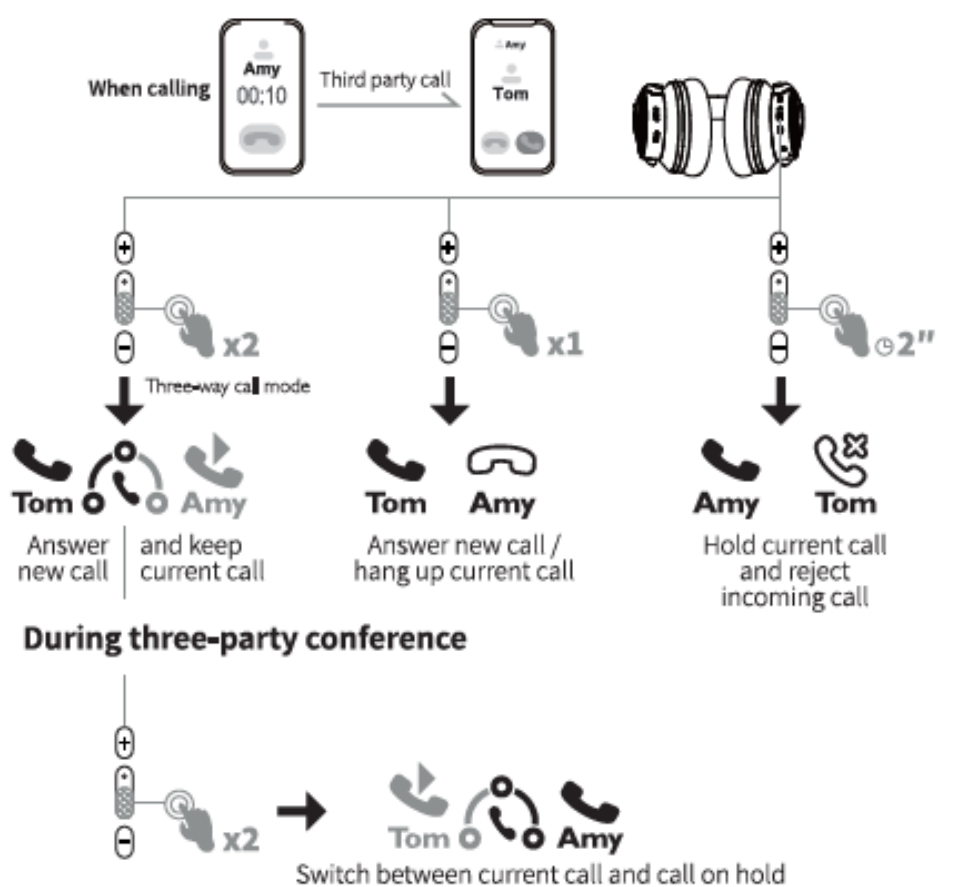 When calling
Amy
00:10
Third party call
Amy
Tom
+
-
x2
+
-
x1
+
-
2"
Three-way call mode
Tom
Amy
Answer
new call
and keep
current call
Tom
Amy
Answer new call /
hang up current call
Amy
Tom
Hold current call
and reject
incoming call
During three-party conference
+
-
x2
Tom
Amy
Switch between current call and call on hold